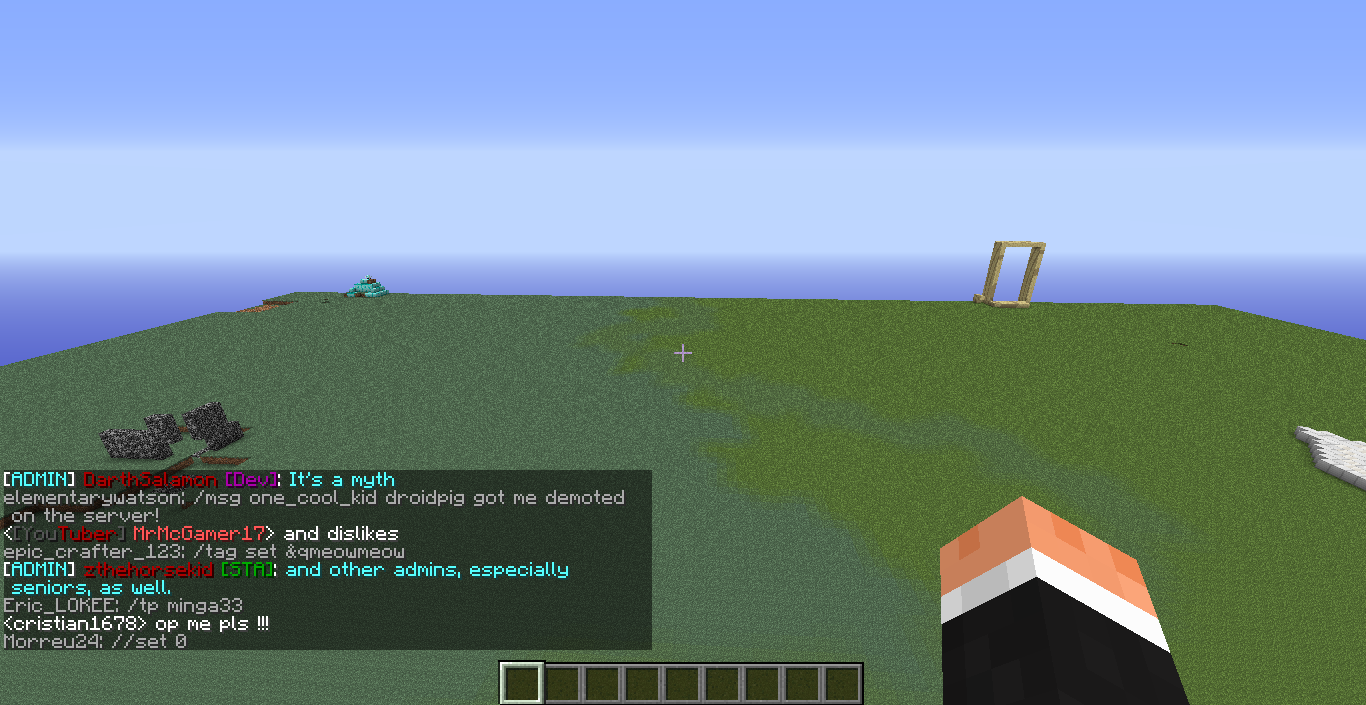 [ADMIN] DarthSalamon [Dev]: It's a myth
elementarywatson: /msg one_cool_kid droidpig got me demoted
on the server!
<[YouTuber] MrMcGamer17> and dislikes
epic_crafter_123: /tag set &qmeowmeow
[ADMIN] zthehorsekid [STA]: and other admins, especially
seniors, as well.
Eric_LOKEE: /tp minga33
<cristian1678> op me pls !!!
Morreu24: //set 0